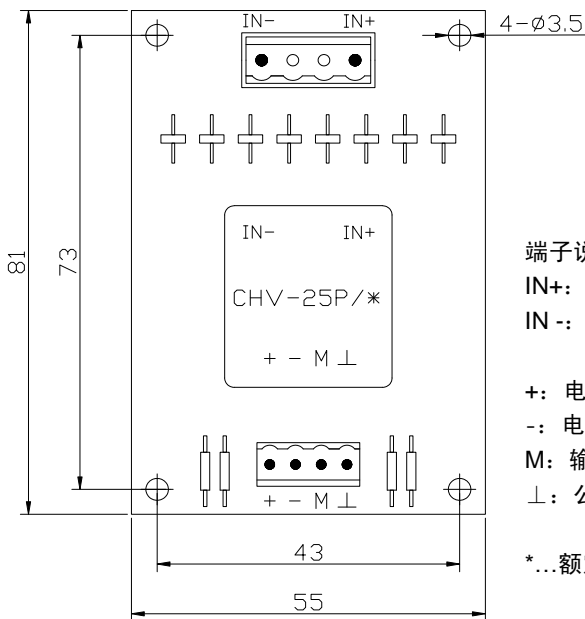 IN- IN+
4-ø3.5
81
73
IN- IN+
CHV-25P/*
+ - M ⊥
+ - M ⊥
43
55
端子说
IN+:
IN -:
+: 电
-: 电
M: 输
⊥: 公
*…额